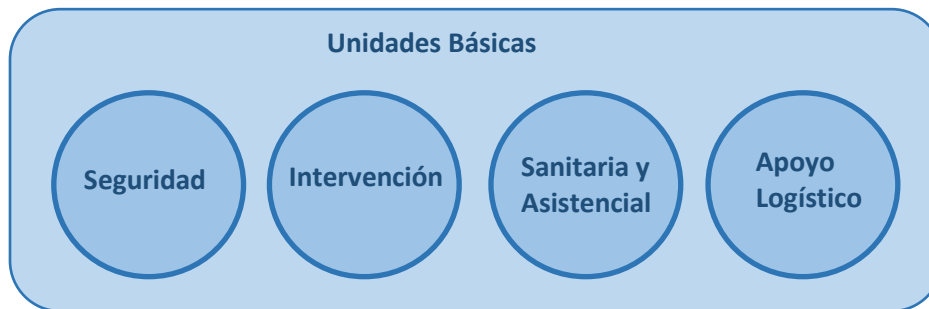 Unidades Básicas
Seguridad
Intervención
Sanitaria y
Asistencial
Apoyo
Logístico